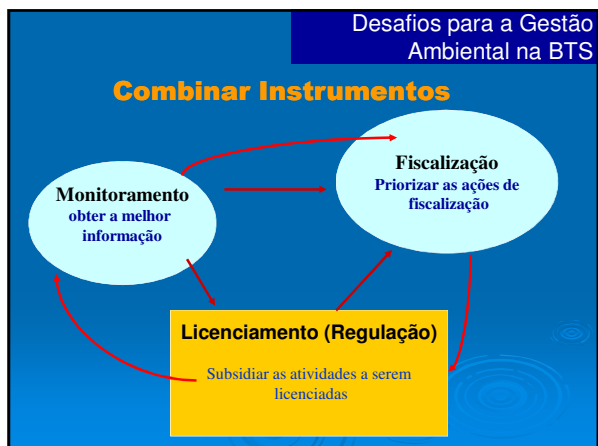 Desafios para a Gestão
Ambiental na BTS
Combinar Instrumentos
Monitoramento
obter a melhor
informação
Fiscalização
Priorizar as ações de
fiscalização
Licenciamento (Regulação)
Subsidiar as atividades a serem
licenciadas